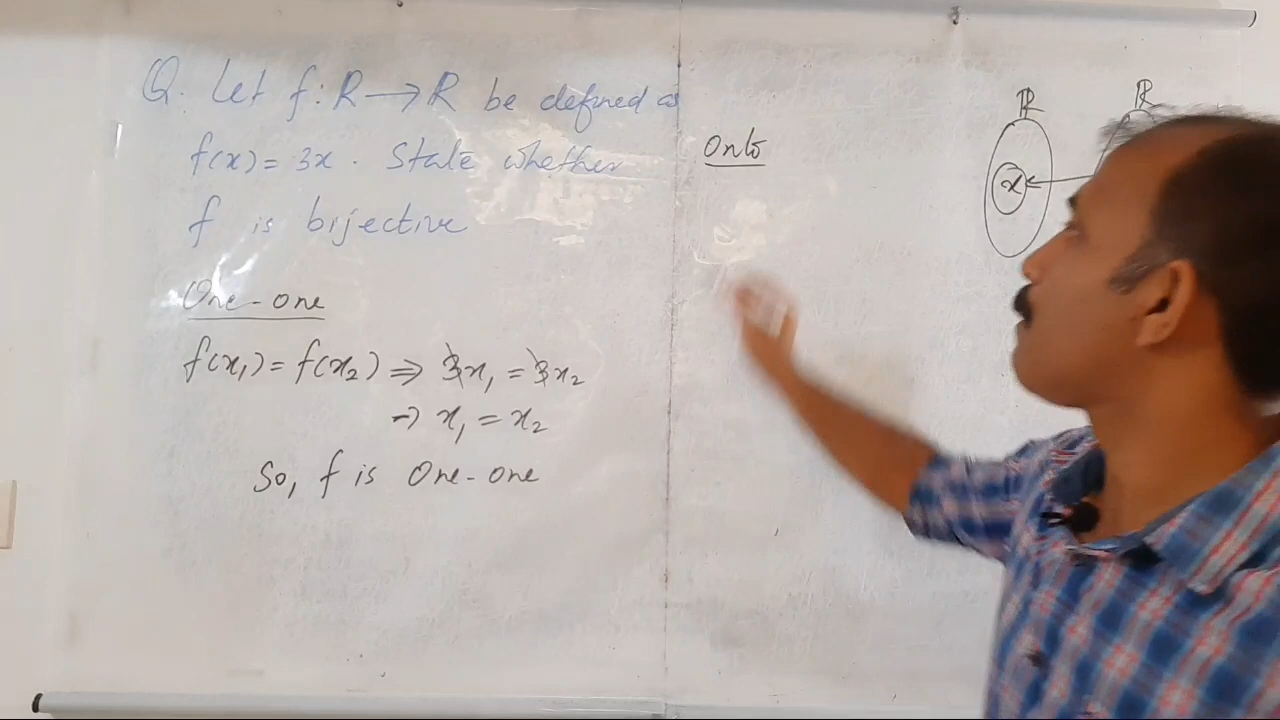 Q. Let f: R → R be defined as
f(x) = 3x. State whether
f is bijective
One-one
f(x₁) = f(x₂) ⇒ 3x₁ = 3x₂
⇒ x₁ = x₂
So, f is One-one
Onto
ℝ ℝ
x